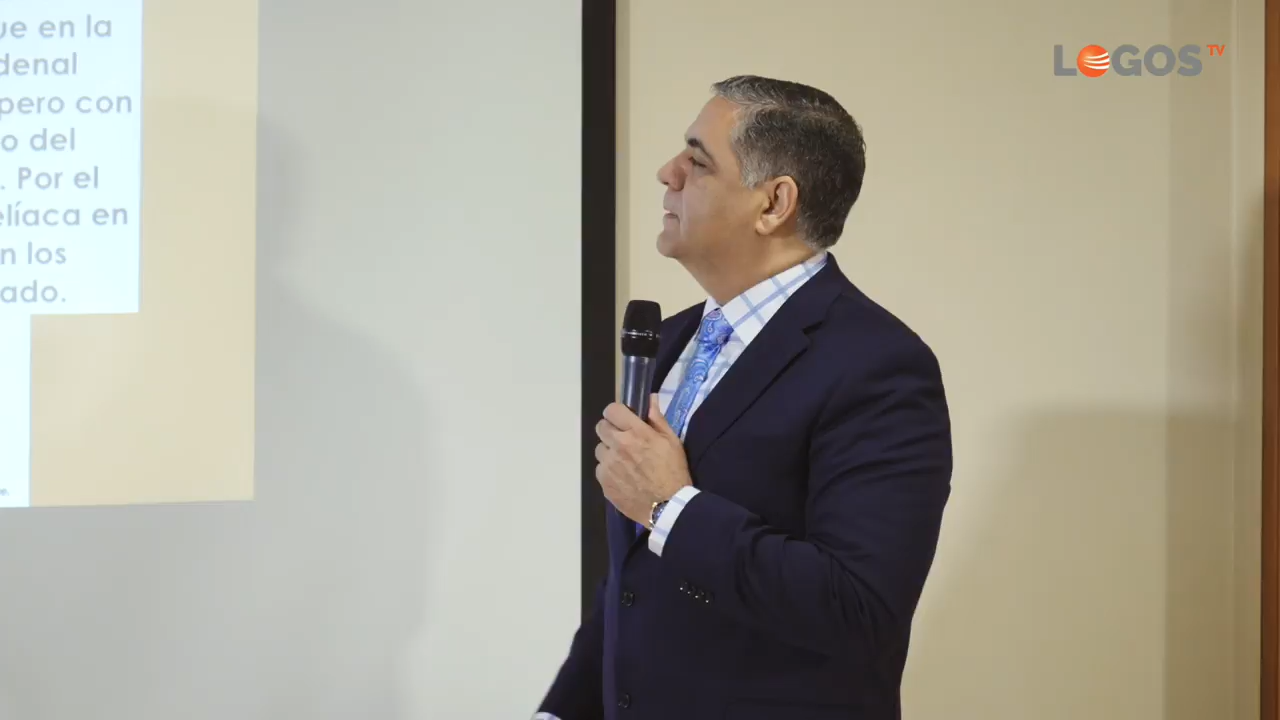 ue en la
denal
pero con
o del
. Por el
elíaca en
n los
ado.
LOGOS TV